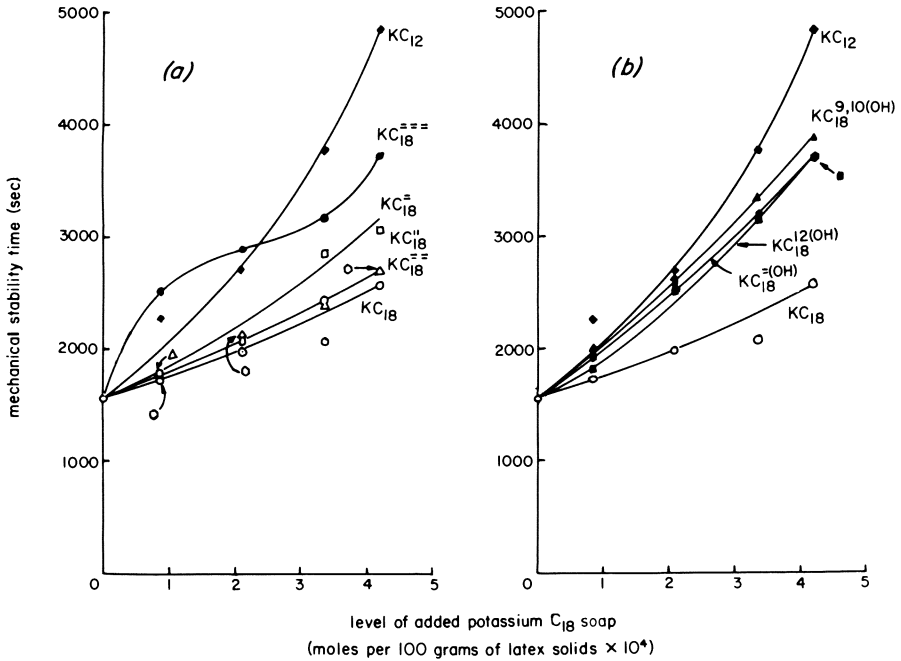 5000
4000
3000
2000
1000
0
0
1
2
3
4
5
mechanical stability time (sec)
(a)
KC12
KC18≡≡≡
KC18=
KC18"
KC18==
KC18
5000
4000
3000
2000
1000
0
0
1
2
3
4
5
(b)
KC12
KC18 9,10(OH)
KC18 12(OH)
KC18 =(OH)
KC18
level of added potassium C18 soap
(moles per 100 grams of latex solids × 10⁴)